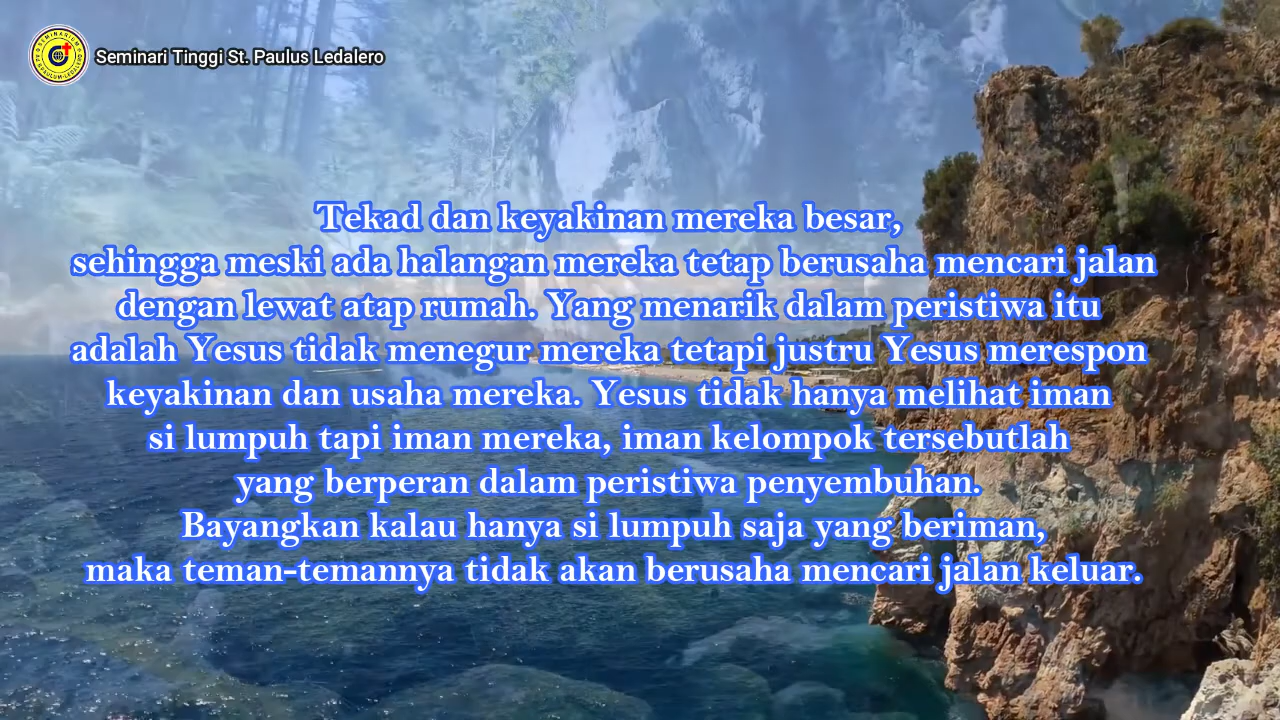 Seminari Tinggi St. Paulus Ledalero
Tekad dan keyakinan mereka besar,
sehingga meski ada halangan mereka tetap berusaha mencari jalan
dengan lewat atap rumah. Yang menarik dalam peristiwa itu
adalah Yesus tidak menegur mereka tetapi justru Yesus merespon
keyakinan dan usaha mereka. Yesus tidak hanya melihat iman
si lumpuh tapi iman mereka, iman kelompok tersebutlah
yang berperan dalam peristiwa penyembuhan.
Bayangkan kalau hanya si lumpuh saja yang beriman,
maka teman-temannya tidak akan berusaha mencari jalan keluar.